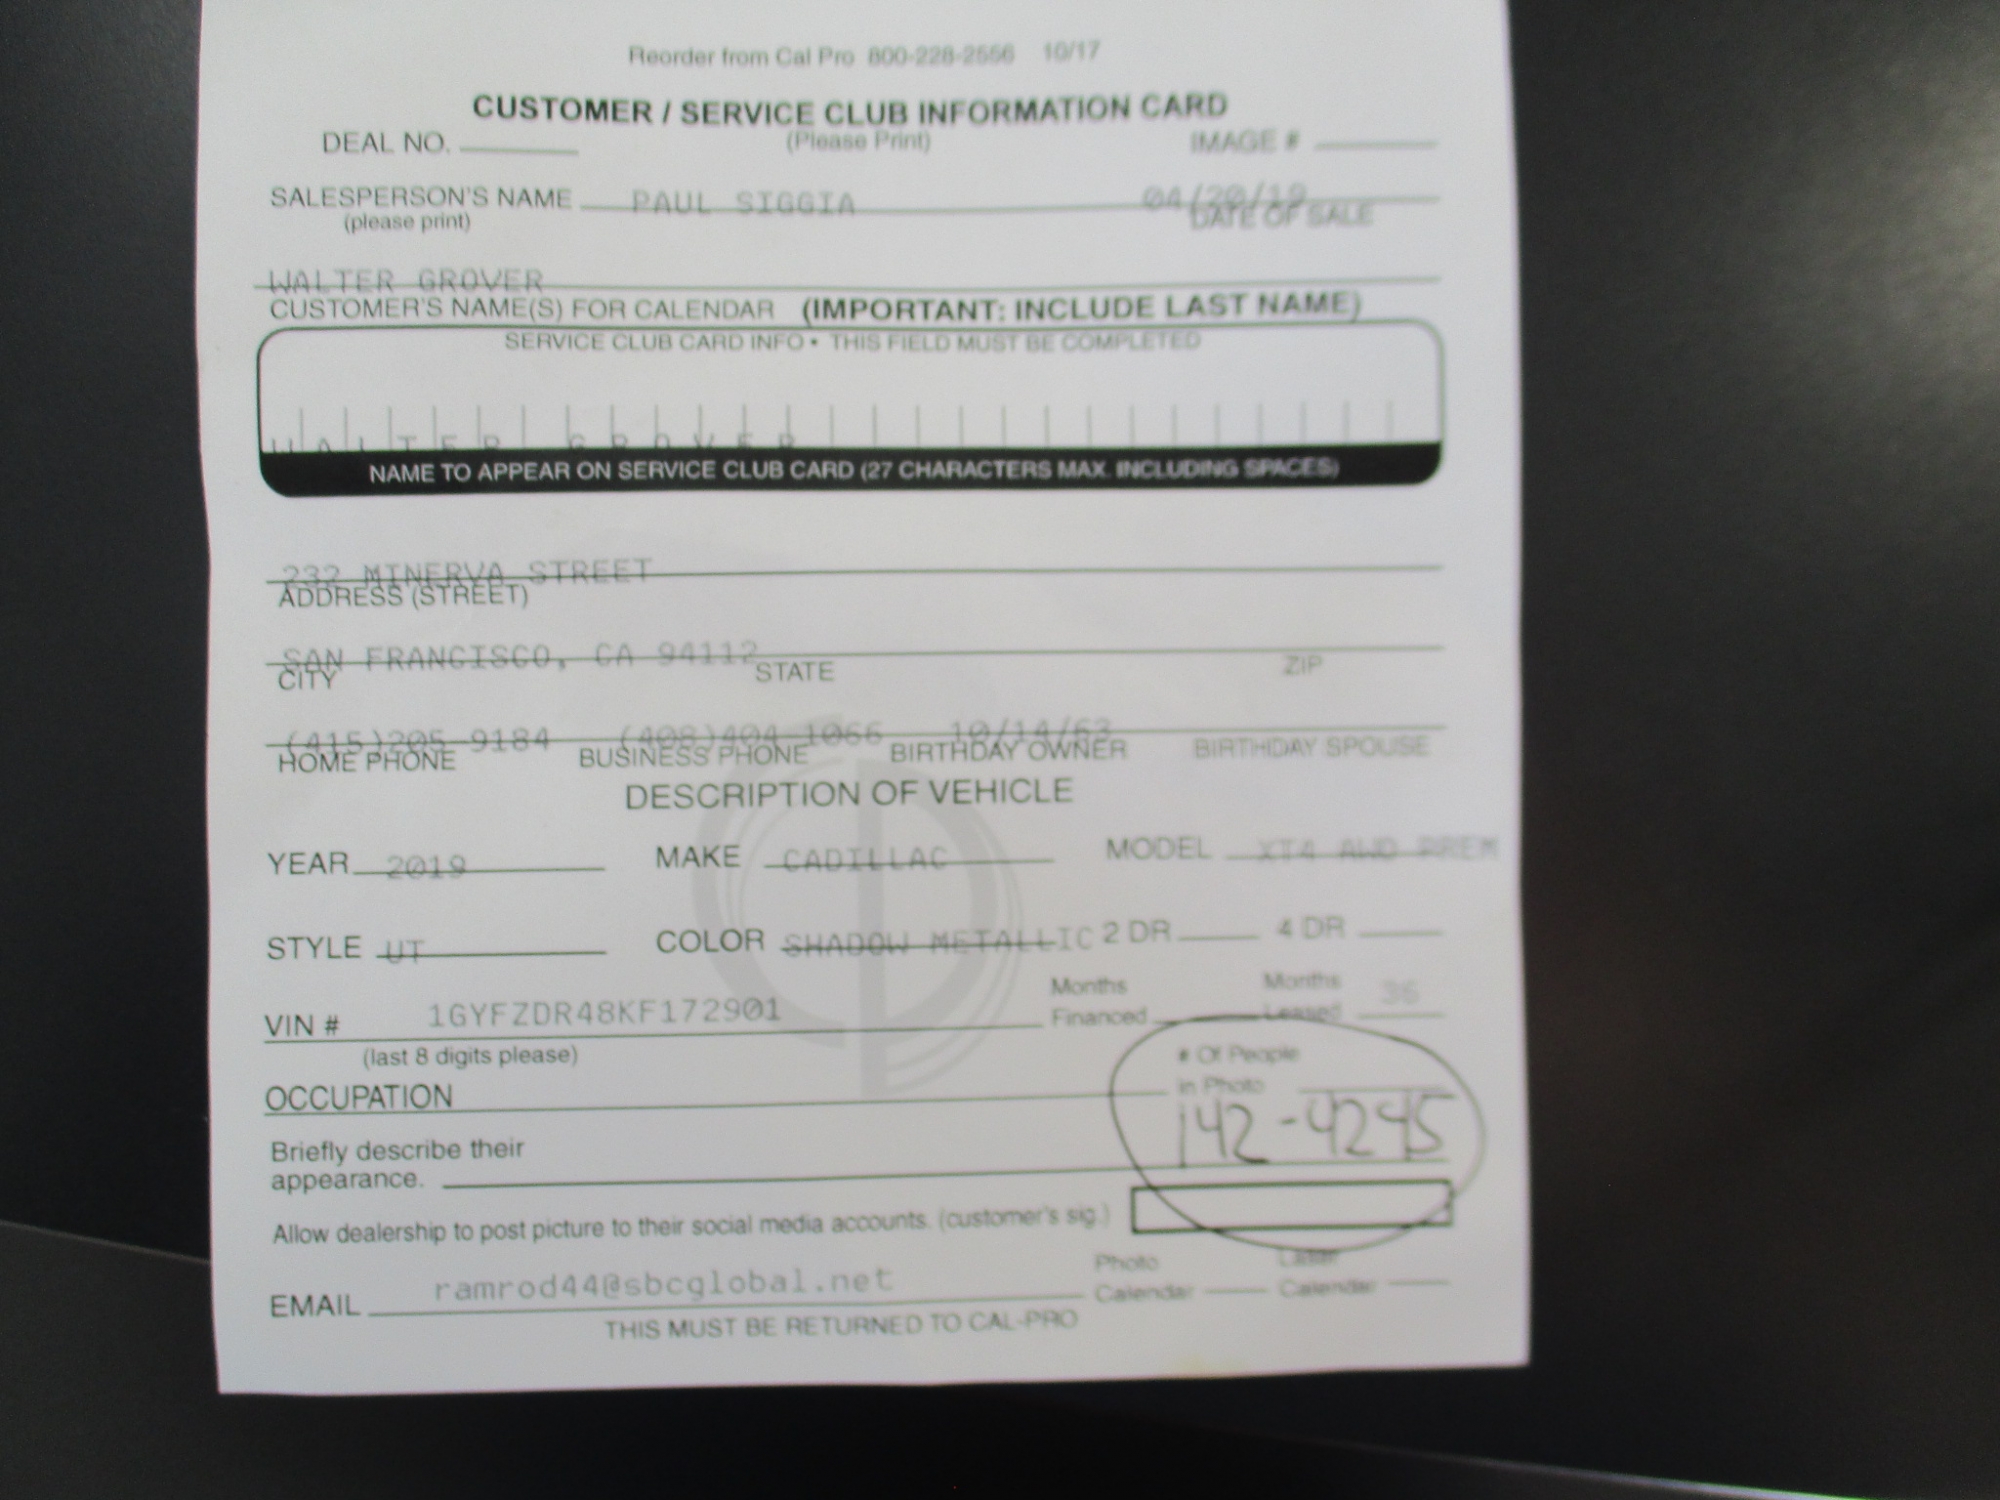 Reorder from Cal Pro 800-228-2556 10/17
CUSTOMER / SERVICE CLUB INFORMATION CARD
DEAL NO. (Please Print) IMAGE #
SALESPERSON'S NAME PAUL SIGGIA 04/20/19
(please print) DATE OF SALE
WALTER GROVER
CUSTOMER'S NAME(S) FOR CALENDAR (IMPORTANT: INCLUDE LAST NAME)
SERVICE CLUB CARD INFO • THIS FIELD MUST BE COMPLETED
WALTER GROVER
NAME TO APPEAR ON SERVICE CLUB CARD (27 CHARACTERS MAX. INCLUDING SPACES)
232 MINERVA STREET
ADDRESS (STREET)
SAN FRANCISCO, CA 94112
CITY STATE ZIP
(415)205-9184 (408)404-1066 10/14/63
HOME PHONE BUSINESS PHONE BIRTHDAY OWNER BIRTHDAY SPOUSE
DESCRIPTION OF VEHICLE
YEAR 2019 MAKE CADILLAC MODEL XT4 AWD PREM
STYLE UT COLOR SHADOW METALLIC 2 DR 4 DR
Months Months
VIN # 1GYFZDR48KF172901 Financed Leased 36
(last 8 digits please) # Of People
OCCUPATION in Photo
142-4245
Briefly describe their
appearance.
Allow dealership to post picture to their social media accounts. (customer's sig.)
Photo
EMAIL ramrod44@sbcglobal.net Calendar Calendar
THIS MUST BE RETURNED TO CAL-PRO